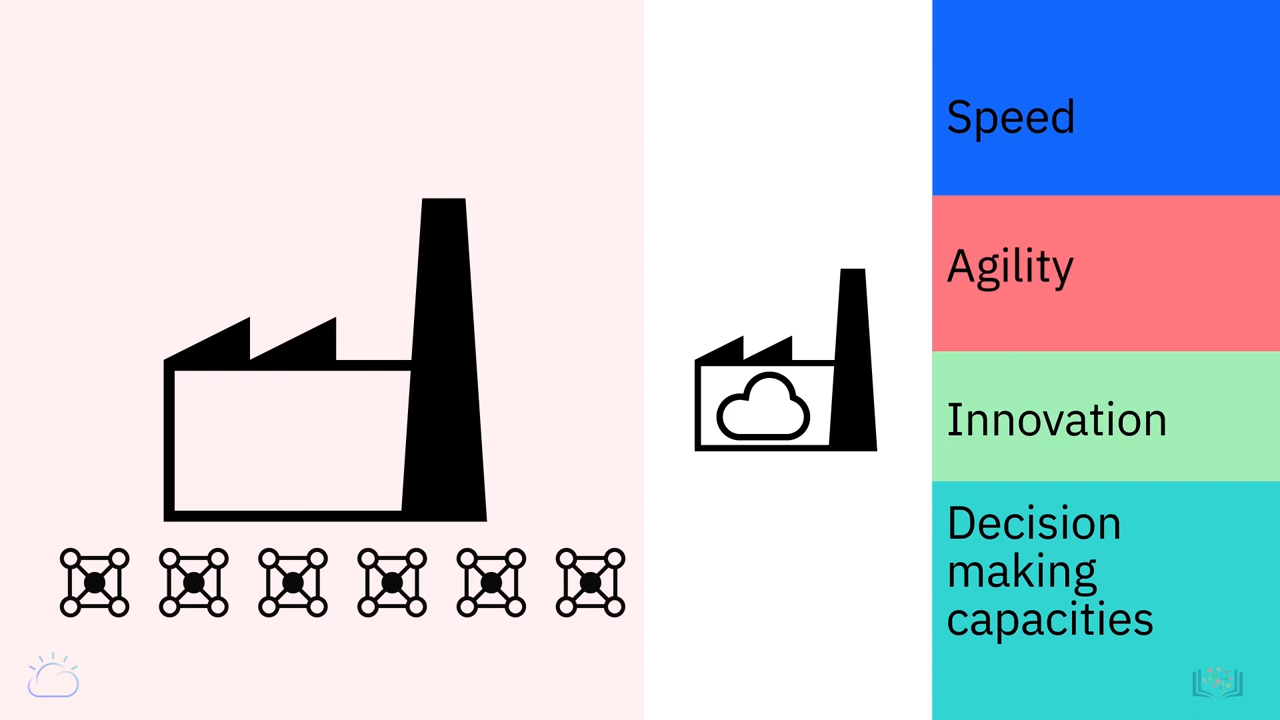 Speed
Agility
Innovation
Decision
making
capacities